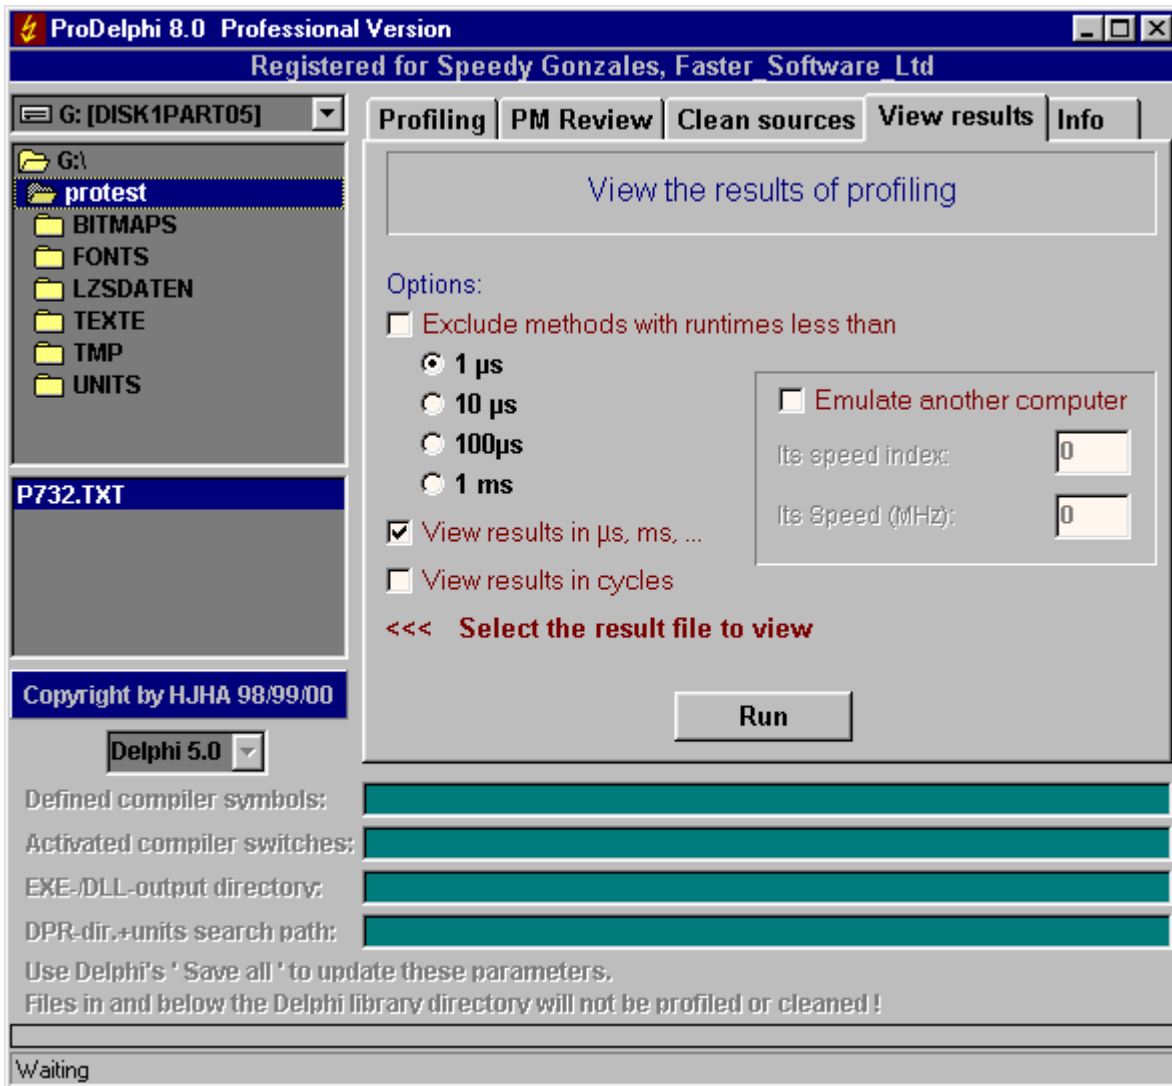 ProDelphi 8.0 Professional Version
Registered for Speedy Gonzales, Faster_Software_Ltd
G: [DISK1PART05]
G:\
protest
BITMAPS
FONTS
LZSDATEN
TEXTE
TMP
UNITS
P732.TXT
Copyright by HJHA 98/99/00
Delphi 5.0
Profiling PM Review Clean sources View results Info
View the results of profiling
Options:
Exclude methods with runtimes less than
1 µs
10 µs
100µs
1 ms
View results in µs, ms, ...
View results in cycles
Emulate another computer
Its speed index: 0
Its Speed (MHz): 0
<<< Select the result file to view
Run
Defined compiler symbols:
Activated compiler switches:
EXE-/DLL-output directory:
DPR-dir.+units search path:
Use Delphi's ' Save all ' to update these parameters.
Files in and below the Delphi library directory will not be profiled or cleaned !
Waiting